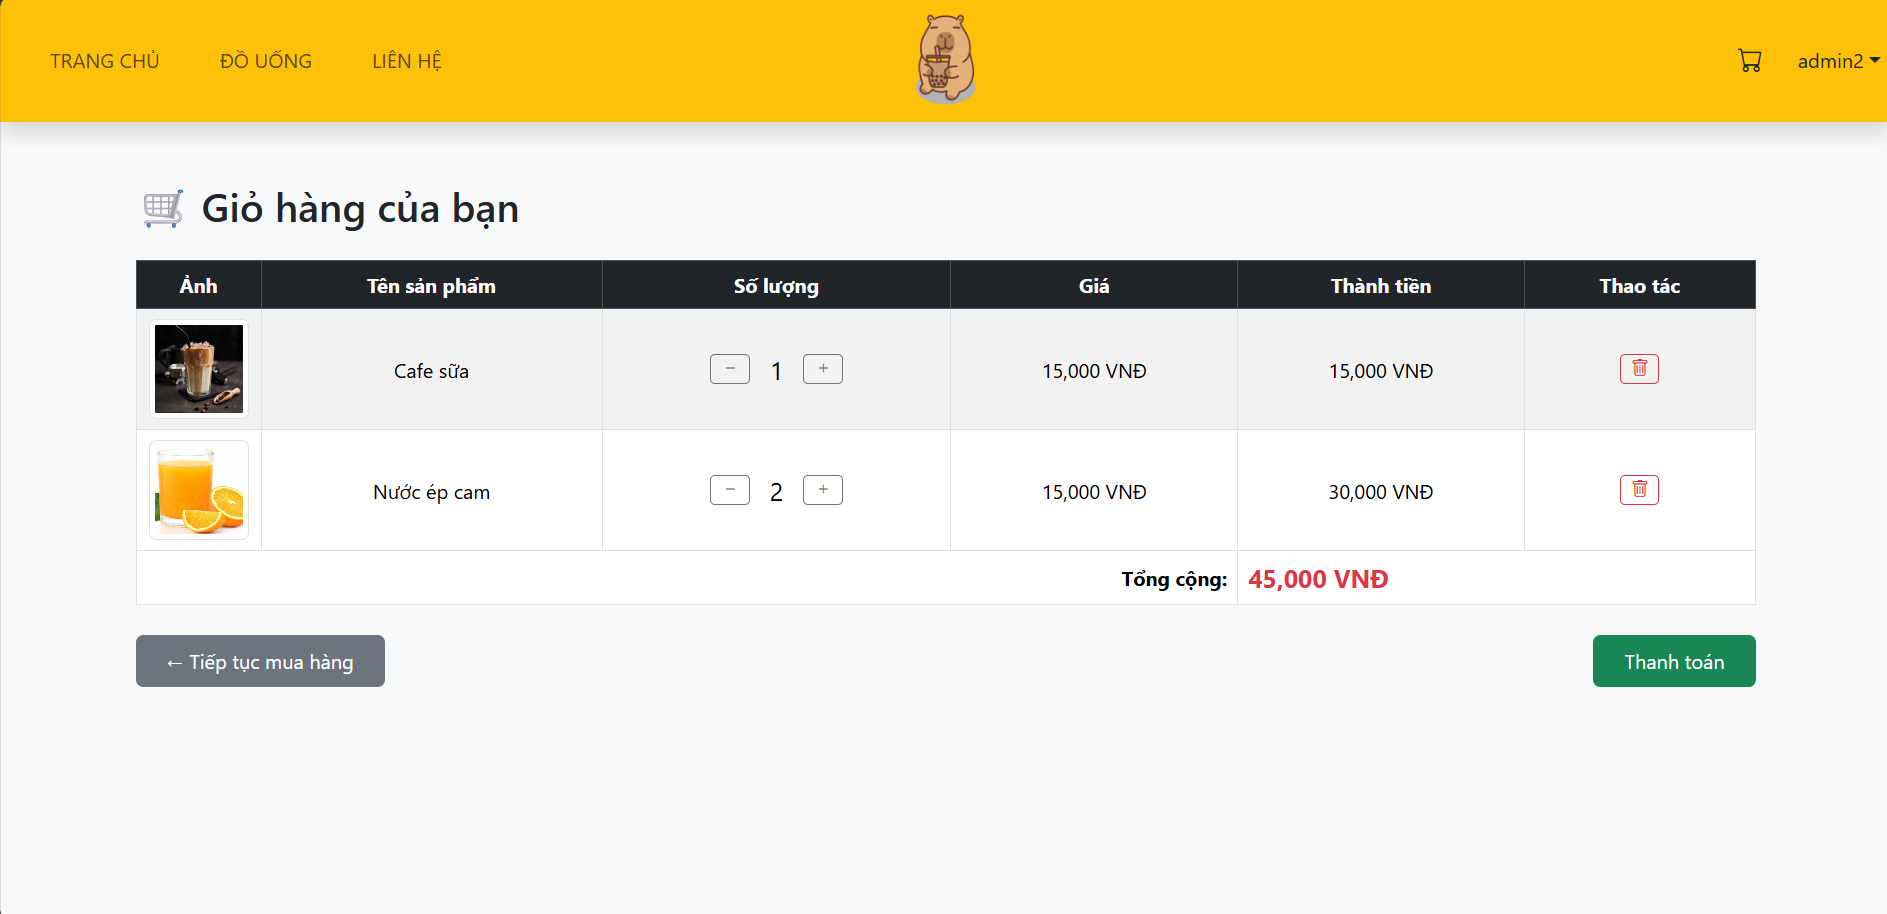 TRANG CHỦ ĐỒ UỐNG LIÊN HỆ admin2
Giỏ hàng của bạn
Ảnh Tên sản phẩm Số lượng Giá Thành tiền Thao tác
Cafe sữa − 1 + 15,000 VNĐ 15,000 VNĐ
Nước ép cam − 2 + 15,000 VNĐ 30,000 VNĐ
Tổng cộng: 45,000 VNĐ
← Tiếp tục mua hàng Thanh toán